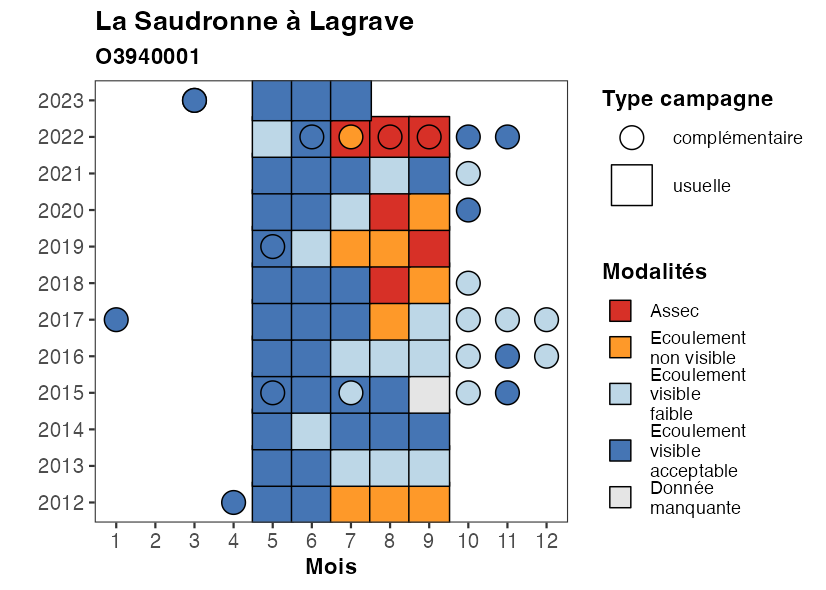 La Saudronne à Lagrave
O3940001
2023
2022
2021
2020
2019
2018
2017
2016
2015
2014
2013
2012
1 2 3 4 5 6 7 8 9 10 11 12
Mois
Type campagne
complémentaire
usuelle
Modalités
Assec
Ecoulement
non visible
Ecoulement
visible
faible
Ecoulement
visible
acceptable
Donnée
manquante